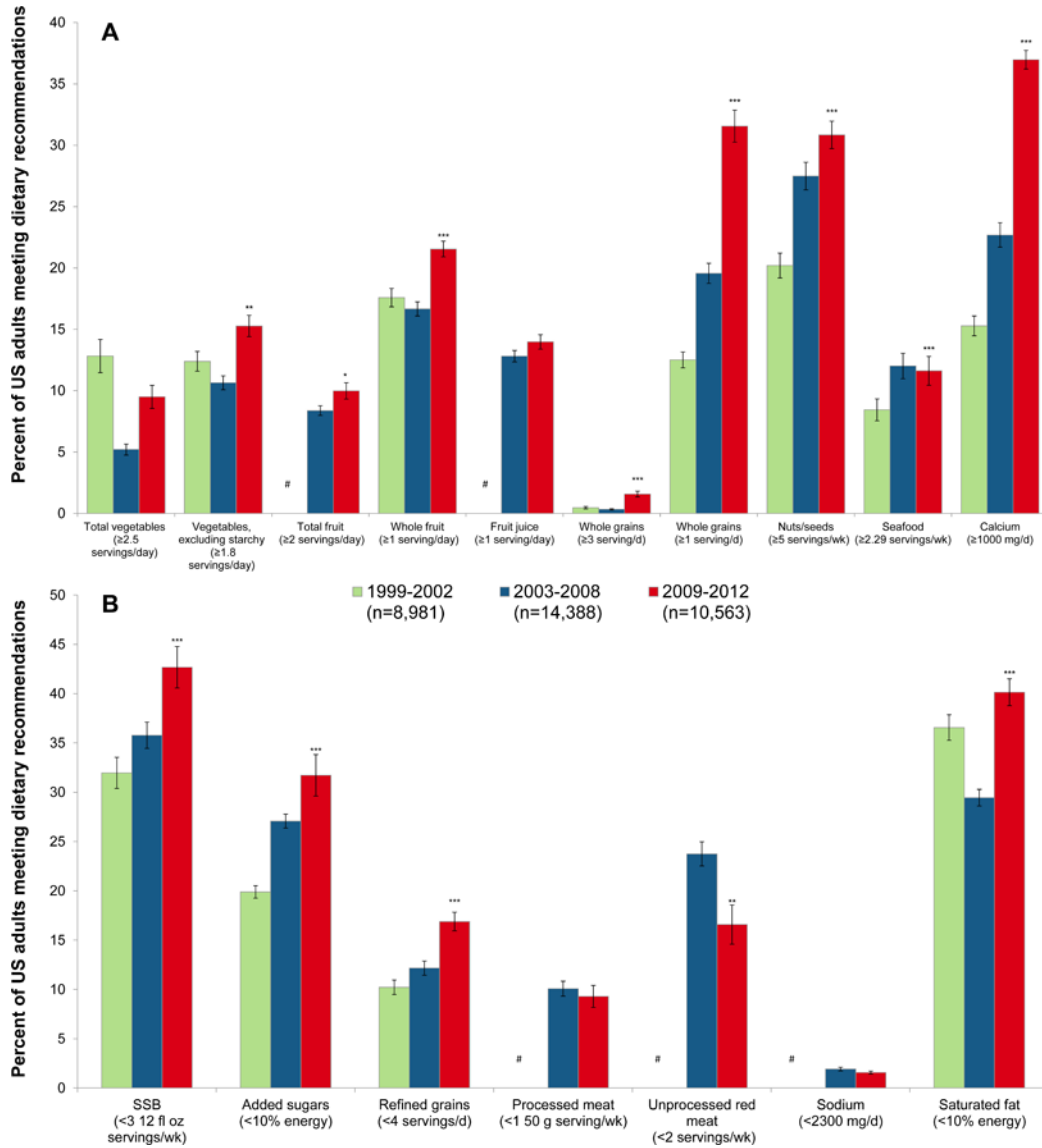 A
Percent of US adults meeting dietary recommendations
40
35
30
25
20
15
10
5
0
**
#
*
***
#
***
***
***
***
***
Total vegetables
(≥2.5
servings/day)
Vegetables,
excluding starchy
(≥1.8
servings/day)
Total fruit
(≥2 servings/day)
Whole fruit
(≥1 serving/day)
Fruit juice
(≥1 serving/day)
Whole grains
(≥3 serving/d)
Whole grains
(≥1 serving/d)
Nuts/seeds
(≥5 servings/wk)
Seafood
(≥2.29 servings/wk)
Calcium
(≥1000 mg/d)
1999-2002
(n=8,981)
2003-2008
(n=14,388)
2009-2012
(n=10,563)
B
Percent of US adults meeting dietary recommendations
50
45
40
35
30
25
20
15
10
5
0
***
***
***
#
#
**
#
***
SSB
(<3 12 fl oz
servings/wk)
Added sugars
(<10% energy)
Refined grains
(<4 servings/d)
Processed meat
(<1 50 g serving/wk)
Unprocessed red
meat
(<2 servings/wk)
Sodium
(<2300 mg/d)
Saturated fat
(<10% energy)